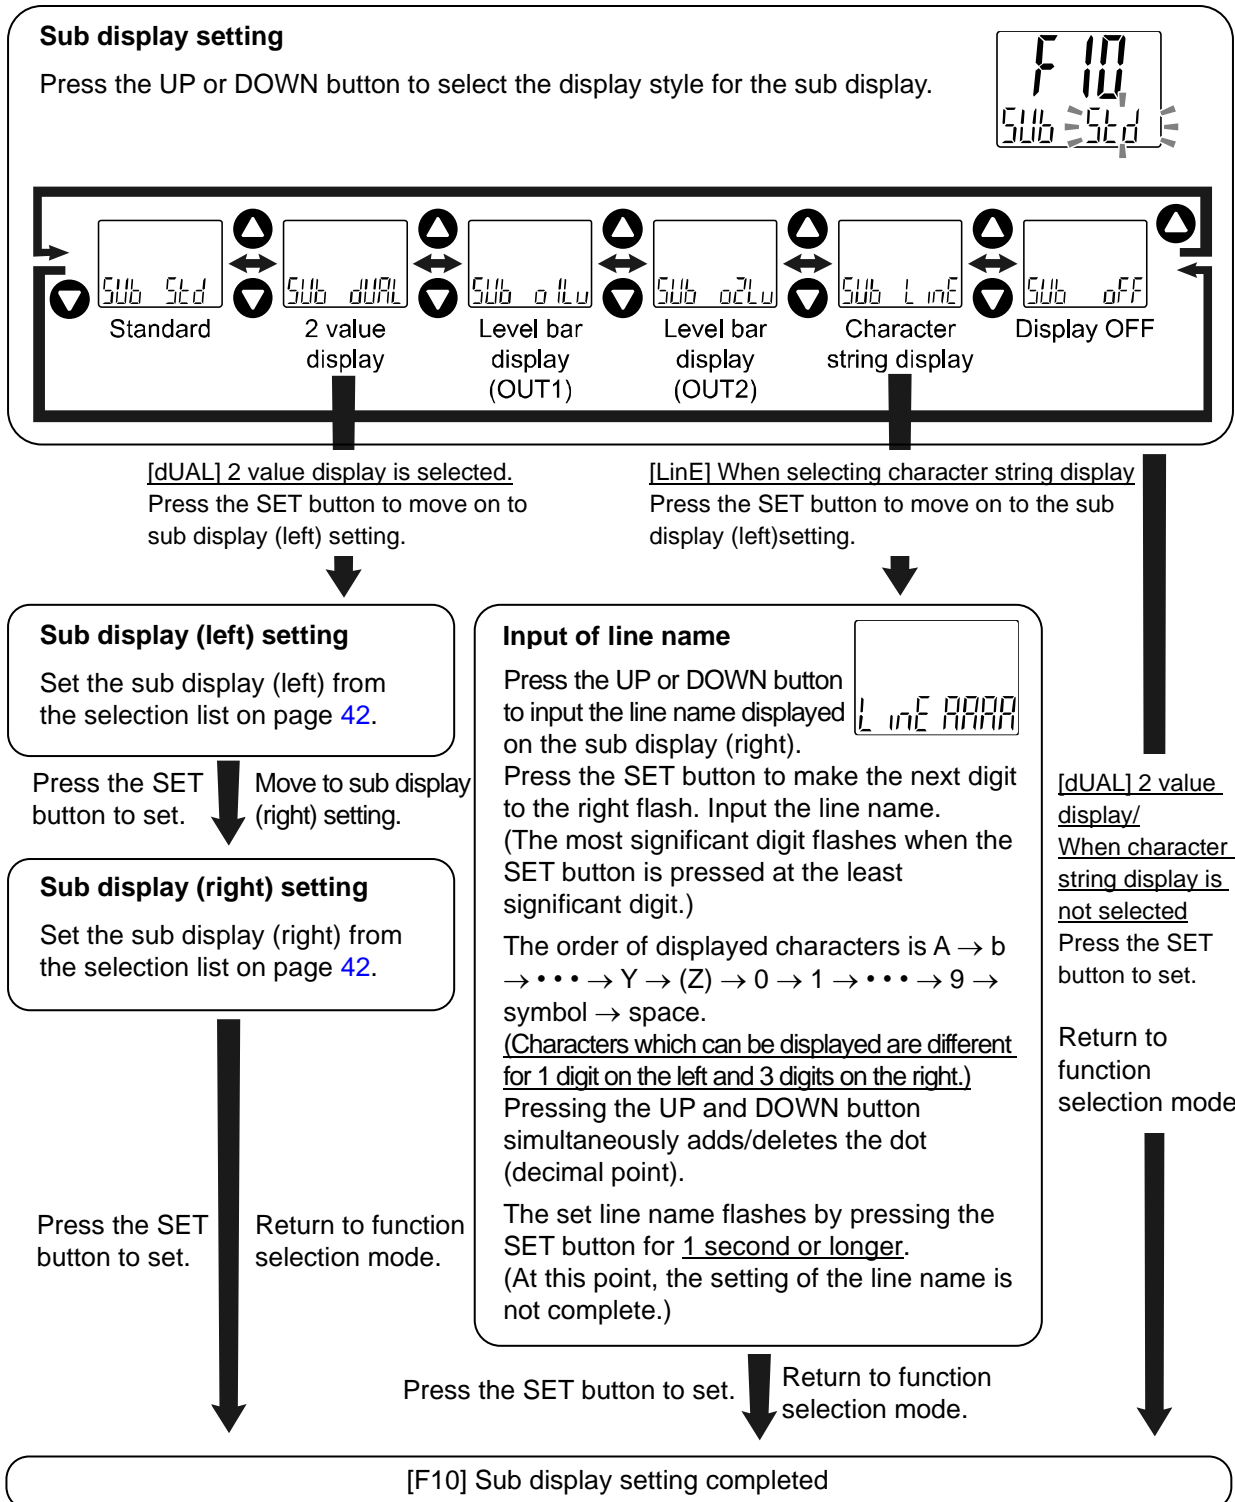 Sub display setting
Press the UP or DOWN button to select the display style for the sub display.
F 10
SUb Std
SUb Std
SUb dUAL
SUb o1Lv
SUb o2Lv
SUb LinE
SUb oFF
Standard
2 value
display
Level bar
display
(OUT1)
Level bar
display
(OUT2)
Character
string display
Display OFF
[dUAL] 2 value display is selected.
Press the SET button to move on to
sub display (left) setting.
[LinE] When selecting character string display
Press the SET button to move on to the sub
display (left)setting.
Sub display (left) setting
Set the sub display (left) from
the selection list on page 42.
Press the SET
button to set.
Move to sub display
(right) setting.
Sub display (right) setting
Set the sub display (right) from
the selection list on page 42.
Press the SET
button to set.
Return to function
selection mode.
Input of line name
LinE AAAA
Press the UP or DOWN button
to input the line name displayed
on the sub display (right).
Press the SET button to make the next digit
to the right flash. Input the line name.
(The most significant digit flashes when the
SET button is pressed at the least
significant digit.)
The order of displayed characters is A → b
→ • • • → Y → (Z) → 0 → 1 → • • • → 9 →
symbol → space.
(Characters which can be displayed are different
for 1 digit on the left and 3 digits on the right.)
Pressing the UP and DOWN button
simultaneously adds/deletes the dot
(decimal point).
The set line name flashes by pressing the
SET button for 1 second or longer.
(At this point, the setting of the line name is
not complete.)
Press the SET button to set.
Return to function
selection mode.
[dUAL] 2 value
display/
When character
string display is
not selected
Press the SET
button to set.
Return to
function
selection mode
[F10] Sub display setting completed